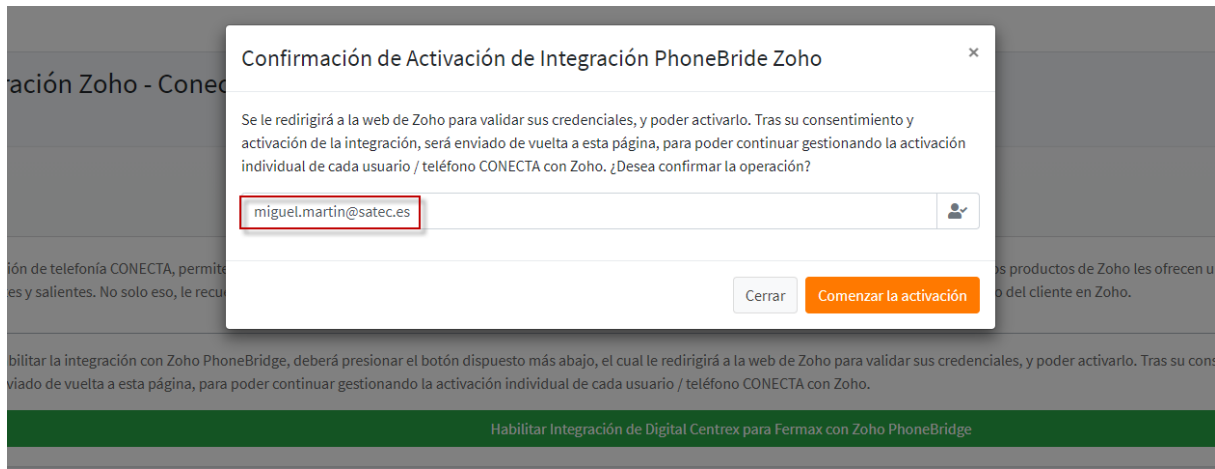 Confirmación de Activación de Integración PhoneBride Zoho
×
ración Zoho - Conec
Se le redirigirá a la web de Zoho para validar sus credenciales, y poder activarlo. Tras su consentimiento y
activación de la integración, será enviado de vuelta a esta página, para poder continuar gestionando la activación
individual de cada usuario / teléfono CONECTA con Zoho. ¿Desea confirmar la operación?
miguel.martin@satec.es
ión de telefonía CONECTA, permite os productos de Zoho les ofrecen u
es y salientes. No solo eso, le recu o del cliente en Zoho.
Cerrar Comenzar la activación
bilitar la integración con Zoho PhoneBridge, deberá presionar el botón dispuesto más abajo, el cual le redirigirá a la web de Zoho para validar sus credenciales, y poder activarlo. Tras su cons
viado de vuelta a esta página, para poder continuar gestionando la activación individual de cada usuario / teléfono CONECTA con Zoho.
Habilitar Integración de Digital Centrex para Fermax con Zoho PhoneBridge